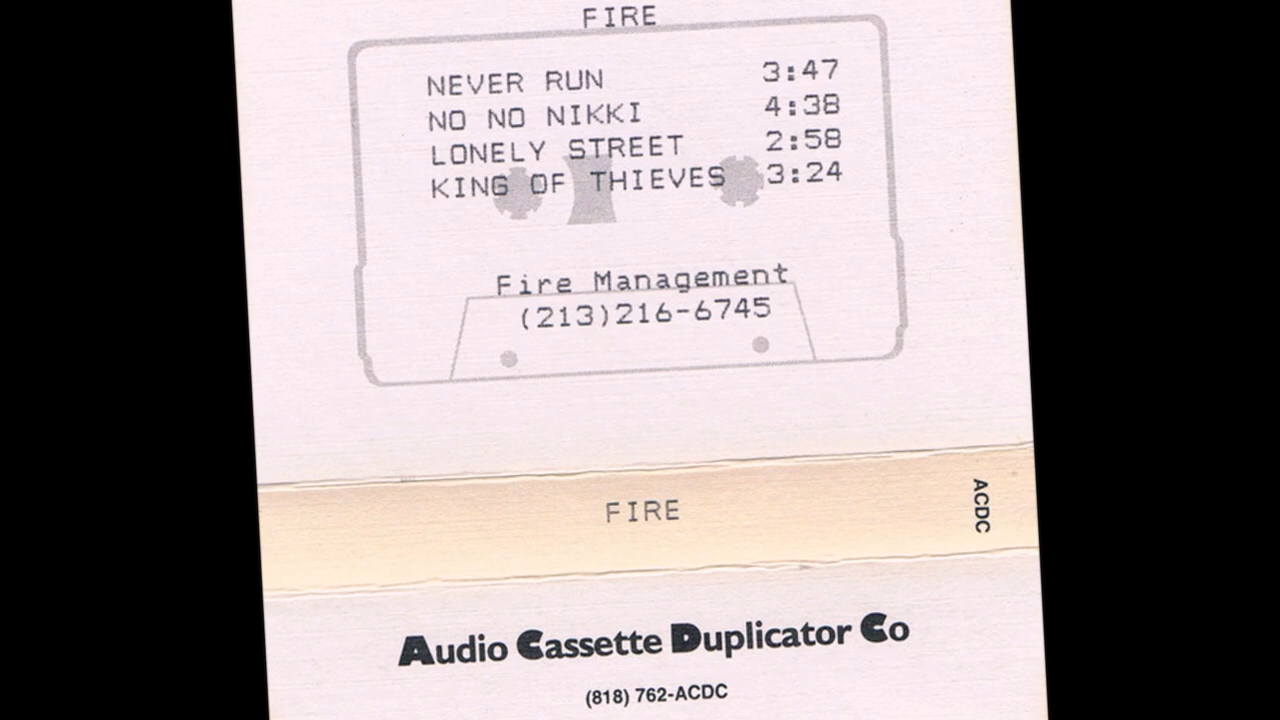 FIRE
NEVER RUN 3:47
NO NO NIKKI 4:38
LONELY STREET 2:58
KING OF THIEVES 3:24
Fire Management
(213)216-6745
FIRE
ACDC
Audio Cassette Duplicator Co
(818) 762-ACDC